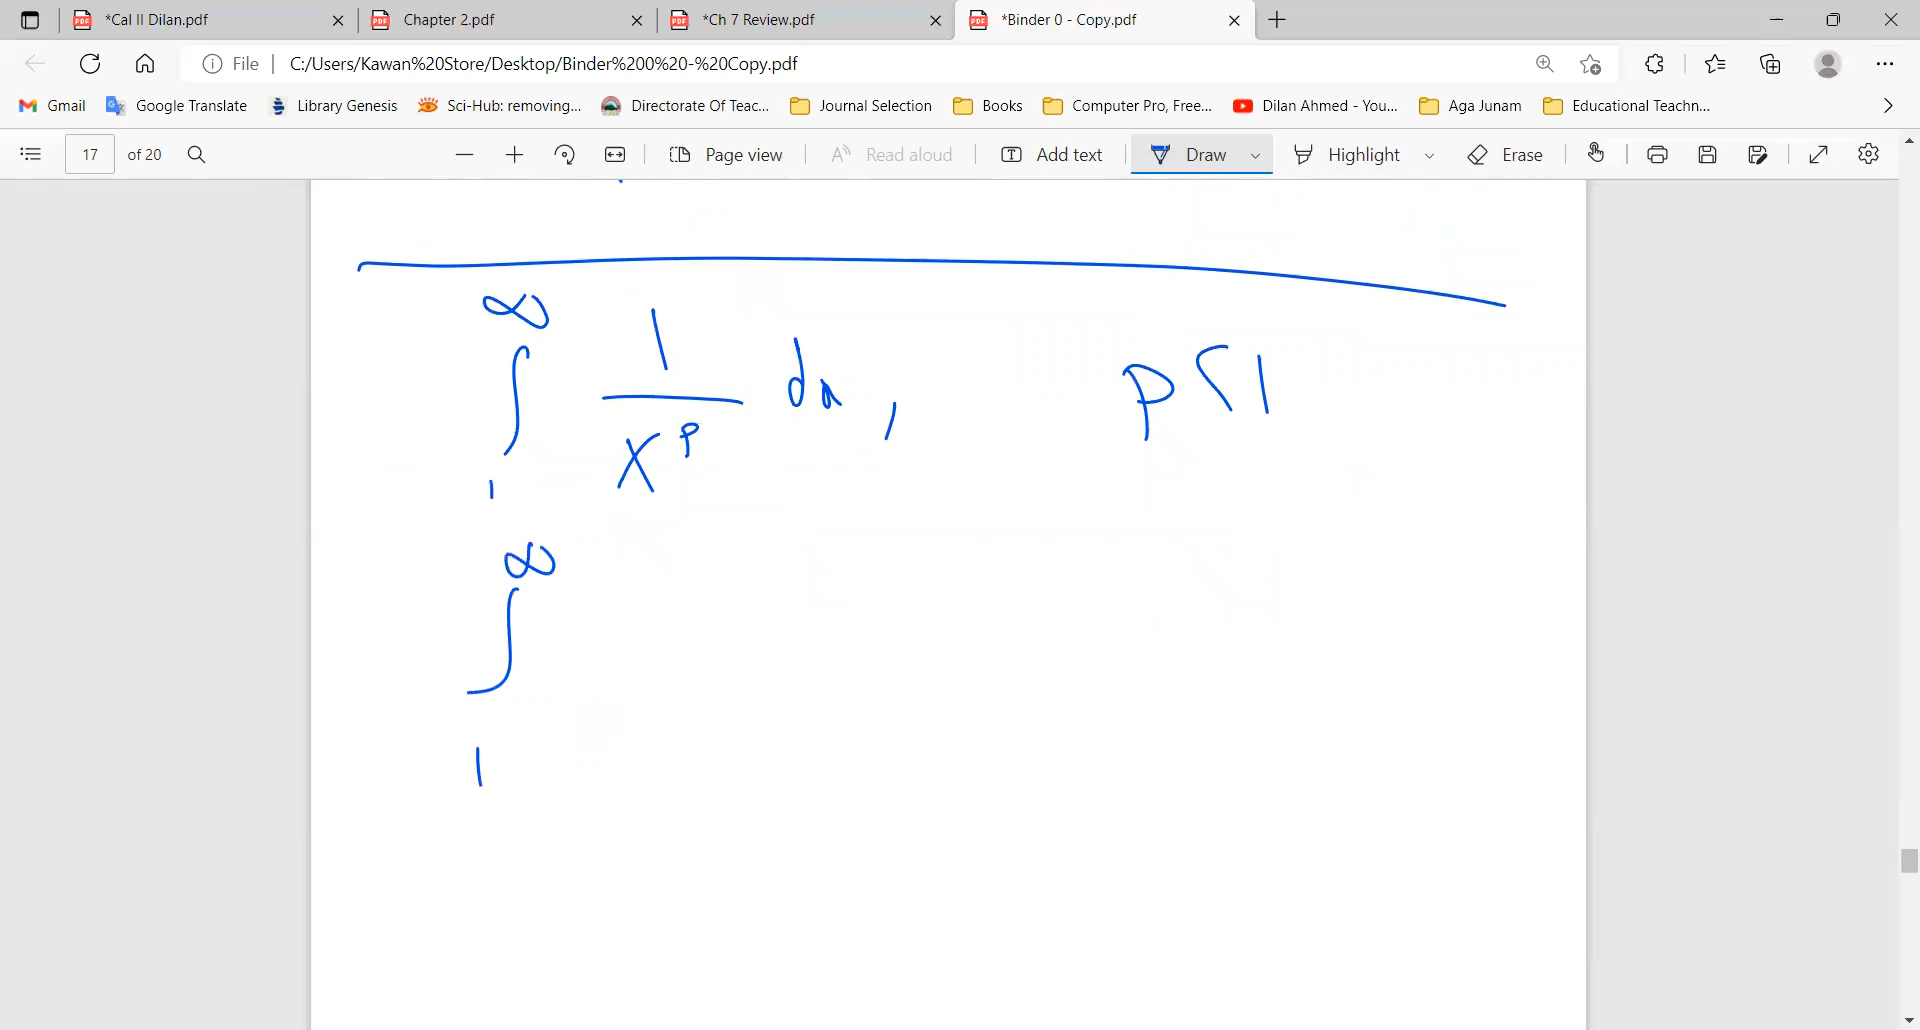 *Cal II Dilan.pdf
Chapter 2.pdf
*Ch 7 Review.pdf
*Binder 0 - Copy.pdf
File | C:/Users/Kawan%20Store/Desktop/Binder%200%20-%20Copy.pdf
Gmail
Google Translate
Library Genesis
Sci-Hub: removing...
Directorate Of Teac...
Journal Selection
Books
Computer Pro, Free...
Dilan Ahmed - You...
Aga Junam
Educational Teachn...
17 of 20
Page view
Read aloud
Add text
Draw
Highlight
Erase
∞
∫ 1/x^p dx,
1
∞
∫
1